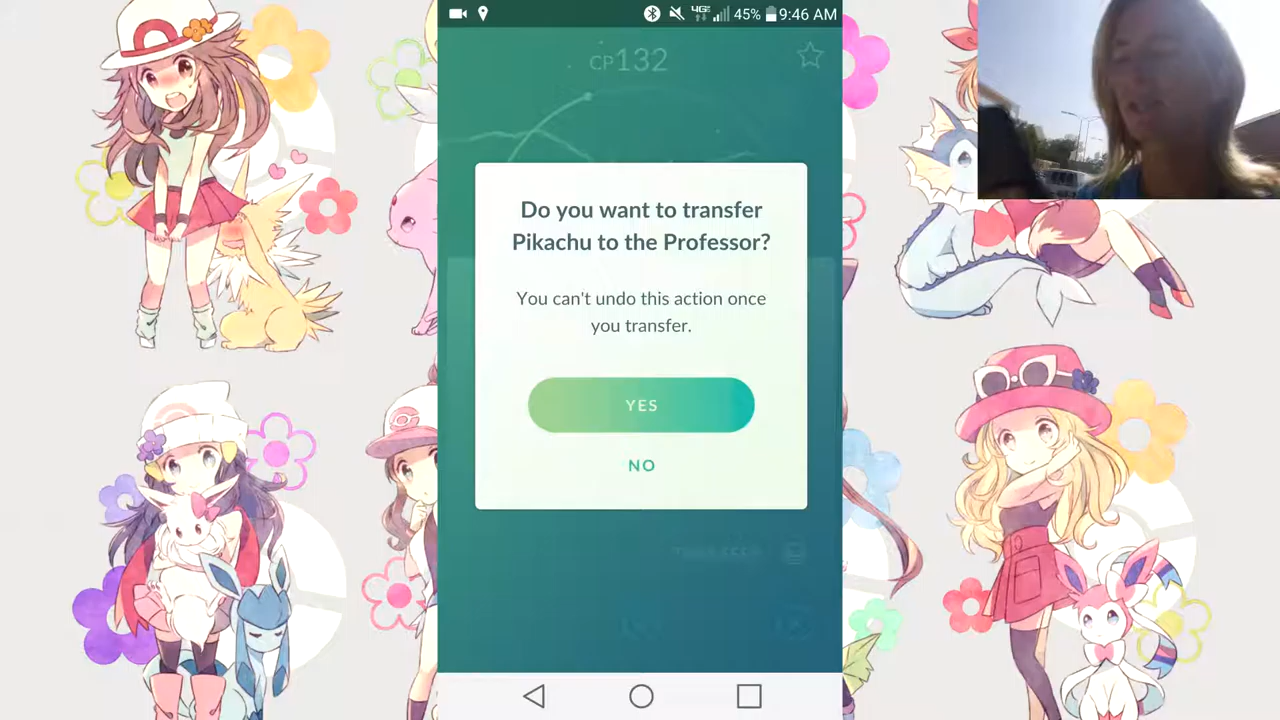 4G 45% 9:46 AM
CP132
Do you want to transfer
Pikachu to the Professor?
You can't undo this action once
you transfer.
YES
NO